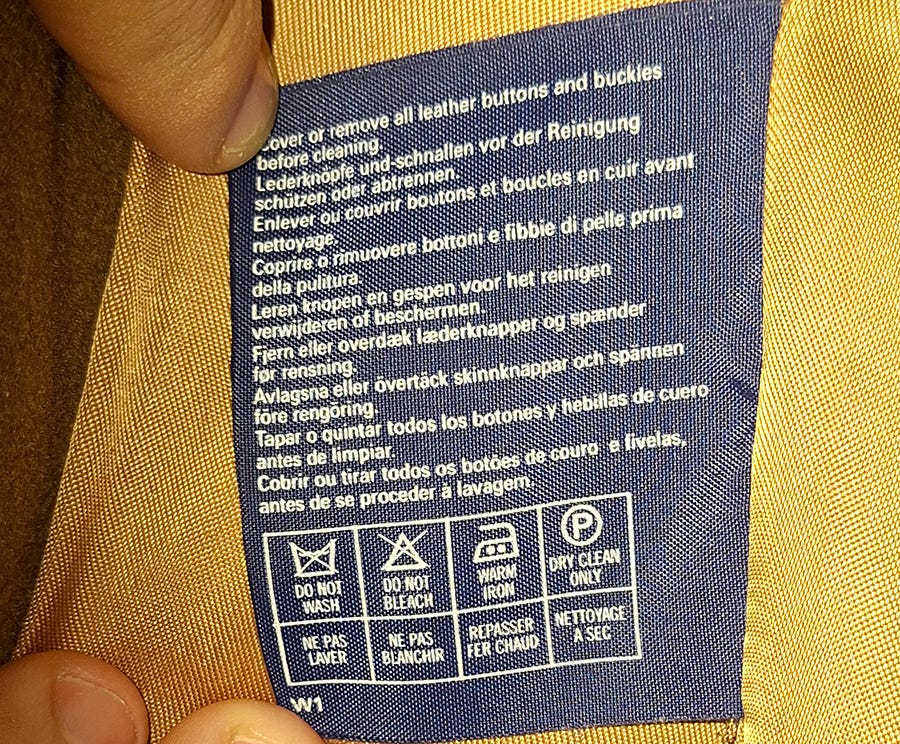 Cover or remove all leather buttons and buckles
before cleaning.
Lederknöpfe und-schnallen vor der Reinigung
schützen oder abtrennen.
Enlever ou couvrir boutons et boucles en cuir avant
nettoyage.
Coprire o rimuovere bottoni e fibbie di pelle prima
della pulitura.
Leren knopen en gespen voor het reinigen
verwijderen of beschermen.
Fjern eller overdæk læderknapper og spænder
før rensning.
Avlagsna eller övertäck skinnknappar och spännen
före rengöring.
Tapar o quintar todos los botones y hebillas de cuero
antes de limpiar.
Cobrir ou tirar todos os botões de couro e fivelas,
antes de se proceder á lavagem.
P
DO NOT WASH DO NOT BLEACH WARM IRON DRY CLEAN ONLY
NE PAS LAVER NE PAS BLANCHIR REPASSER FER CHAUD NETTOYAGE A SEC
W1